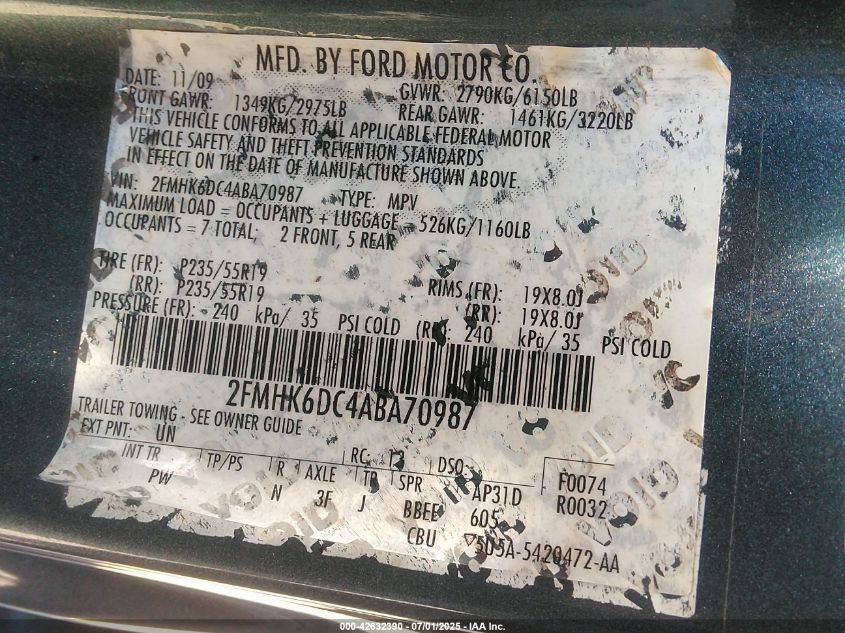 MFD. BY FORD MOTOR CO.
DATE: 11/09 GVWR: 2790KG/6150LB
RONT GAWR: 1349KG/2975LB REAR GAWR: 1461KG/3220LB
THIS VEHICLE CONFORMS TO ALL APPLICABLE FEDERAL MOTOR
VEHICLE SAFETY AND THEFT PREVENTION STANDARDS
IN EFFECT ON THE DATE OF MANUFACTURE SHOWN ABOVE.
VIN: 2FMHK6DC4ABA70987 TYPE: MPV
MAXIMUM LOAD = OCCUPANTS + LUGGAGE = 526KG/1160LB
OCCUPANTS = 7 TOTAL; 2 FRONT, 5 REAR
TIRE (FR): P235/55R19 RIMS (FR): 19X8.0J
(RR): P235/55R19 (RR): 19X8.0J
PRESSURE (FR): 240 kPa/ 35 PSI COLD (RR): 240 kPa/ 35 PSI COLD
2FMHK6DC4ABA70987
TRAILER TOWING - SEE OWNER GUIDE
EXT PNT: UN RC: 13 DSO: F0074
INT TR TP/PS R AXLE TR SPR AP31D R0032
PW N 3F J BBEE 605
CBU 5U5A-5420472-AA
VOID
000-42632390 - 07/01/2025 - IAA Inc.